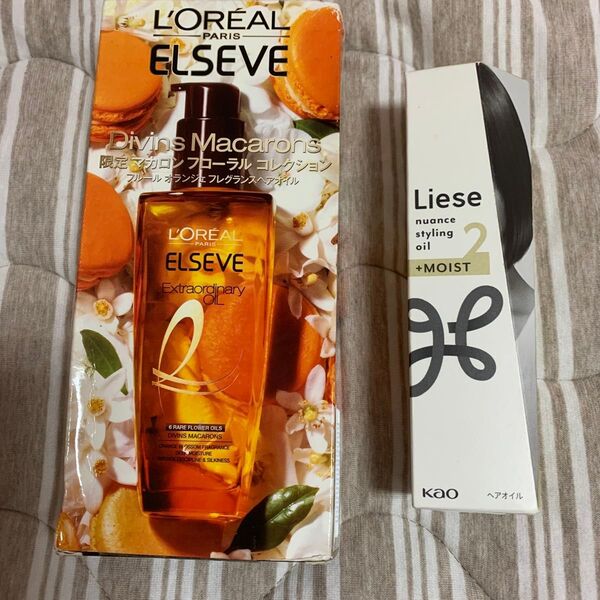 L'ORÉAL
PARIS
ELSEVE
Divins Macarons
限定 マカロン フローラル コレクション
フルール オランジェ フレグランスヘアオイル
L'ORÉAL
PARIS
ELSEVE
Extraordinary
OIL
6 RARE FLOWER OILS
DIVINS MACARONS
ORANGE BLOSSOM FRAGRANCE
Liese
nuance
styling
oil
2
+MOIST
Kao
ヘアオイル